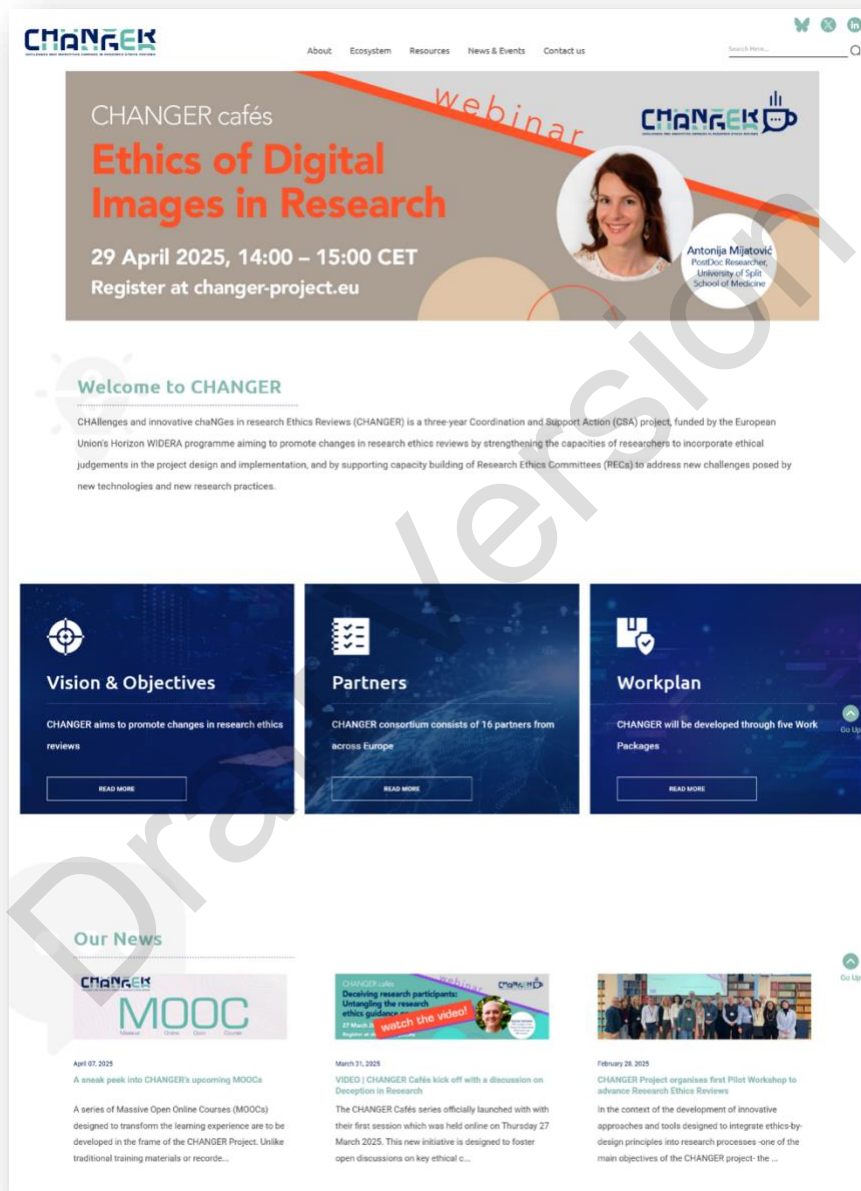 CHANGER
CHALLENGES AND INNOVATIVE CHANGES IN RESEARCH ETHICS REVIEWS
About Ecosystem Resources News & Events Contact us
Search Here...
CHANGER cafés
webinar
CHANGER
Ethics of Digital
Images in Research
29 April 2025, 14:00 – 15:00 CET
Register at changer-project.eu
Antonija Mijatović
PostDoc Researcher,
University of Split
School of Medicine
Welcome to CHANGER
CHAllenges and innovative chaNGes in research Ethics Reviews (CHANGER) is a three-year Coordination and Support Action (CSA) project, funded by the European
Union's Horizon WIDERA programme aiming to promote changes in research ethics reviews by strengthening the capacities of researchers to incorporate ethical
judgements in the project design and implementation, and by supporting capacity building of Research Ethics Committees (RECs) to address new challenges posed by
new technologies and new research practices.
Vision & Objectives
CHANGER aims to promote changes in research ethics
reviews
READ MORE
Partners
CHANGER consortium consists of 16 partners from
across Europe
READ MORE
Workplan
CHANGER will be developed through five Work
Packages
READ MORE
Go Up
Draft Version
Our News
Go Up
CHANGER
MOOC
Massive Online Open Course
April 07, 2025
A sneak peek into CHANGER's upcoming MOOCs
A series of Massive Open Online Courses (MOOCs)
designed to transform the learning experience are to be
developed in the frame of the CHANGER Project. Unlike
traditional training materials or recorde...
CHANGER cafés
webinar
CHANGER
Deceiving research participants:
Untangling the research
ethics guidance
27 March
Register at
watch the video!
March 31, 2025
VIDEO | CHANGER Cafés kick off with a discussion on
Deception in Research
The CHANGER Cafés series officially launched with with
their first session which was held online on Thursday 27
March 2025. This new initiative is designed to foster
open discussions on key ethical c...
February 28, 2025
CHANGER Project organises first Pilot Workshop to
advance Research Ethics Reviews
In the context of the development of innovative
approaches and tools designed to integrate ethics-by-
design principles into research processes -one of the
main objectives of the CHANGER project- the ...